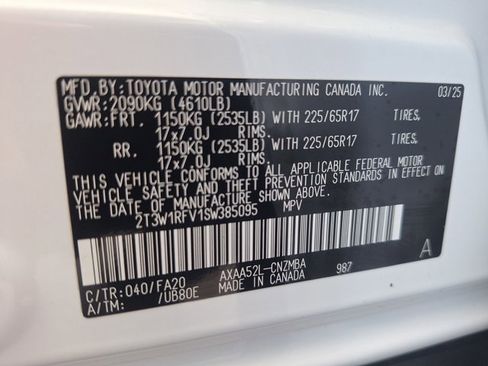 MFD. BY: TOYOTA MOTOR MANUFACTURING CANADA INC. 03/25
GVWR: 2090KG (4610LB)
GAWR: FRT. 1150KG (2535LB) WITH 225/65R17 TIRES,
17x7.0J RIMS,
RR. 1150KG (2535LB) WITH 225/65R17 TIRES,
17x7.0J RIMS.
THIS VEHICLE CONFORMS TO ALL APPLICABLE FEDERAL MOTOR
VEHICLE SAFETY AND THEFT PREVENTION STANDARDS IN EFFECT ON
THE DATE OF MANUFACTURE SHOWN ABOVE.
2T3W1RFV1SW385095 MPV
A
C/TR: 040/FA20 AXAA52L-CNZMBA 987
A/TM: /UB80E MADE IN CANADA